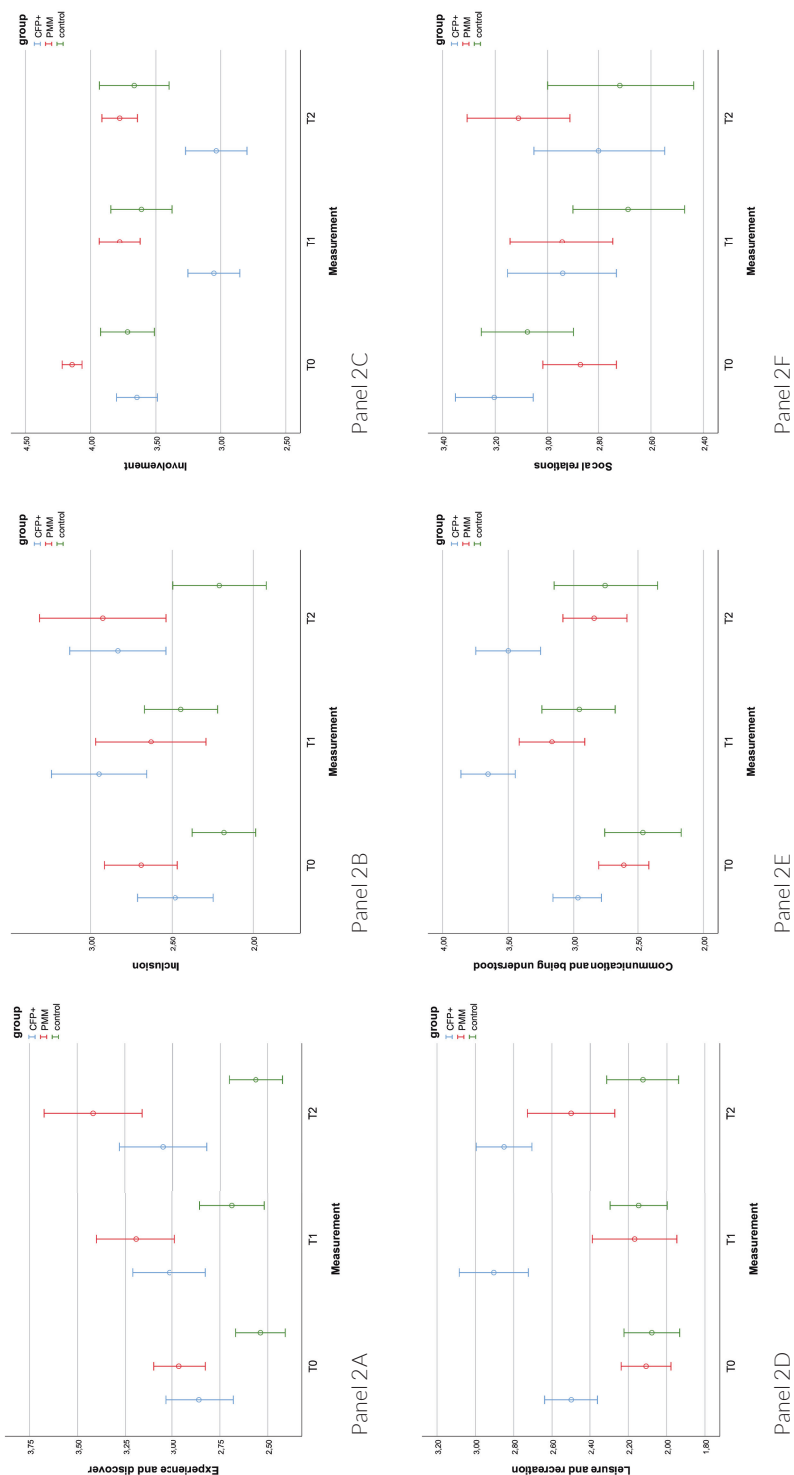 group
CFP+
PMM
control
3,75
3,50
3,25
3,00
2,75
2,50
Experience and discover
T0
T1
T2
Measurement
Panel 2A
group
CFP+
PMM
control
3,00
2,50
2,00
Inclusion
T0
T1
T2
Measurement
Panel 2B
group
CFP+
PMM
control
4,50
4,00
3,50
3,00
2,50
Involvement
T0
T1
T2
Measurement
Panel 2C
group
CFP+
PMM
control
3,20
3,00
2,80
2,60
2,40
2,20
2,00
1,80
Leisure and recreation
T0
T1
T2
Measurement
Panel 2D
group
CFP+
PMM
control
4,00
3,50
3,00
2,50
2,00
Communication and being understood
T0
T1
T2
Measurement
Panel 2E
group
CFP+
PMM
control
3,40
3,20
3,00
2,80
2,60
2,40
Socal relations
T0
T1
T2
Measurement
Panel 2F